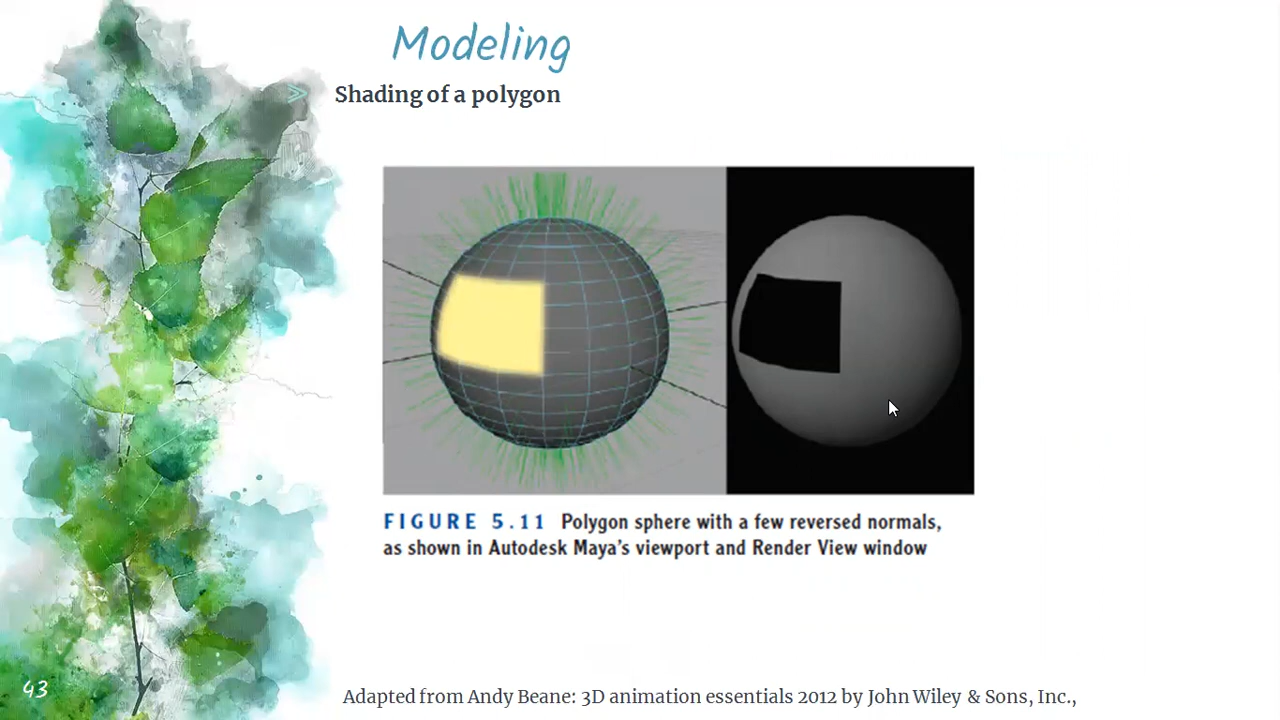 Modeling
Shading of a polygon
FIGURE 5.11 Polygon sphere with a few reversed normals,
as shown in Autodesk Maya's viewport and Render View window
43
Adapted from Andy Beane: 3D animation essentials 2012 by John Wiley & Sons, Inc.,